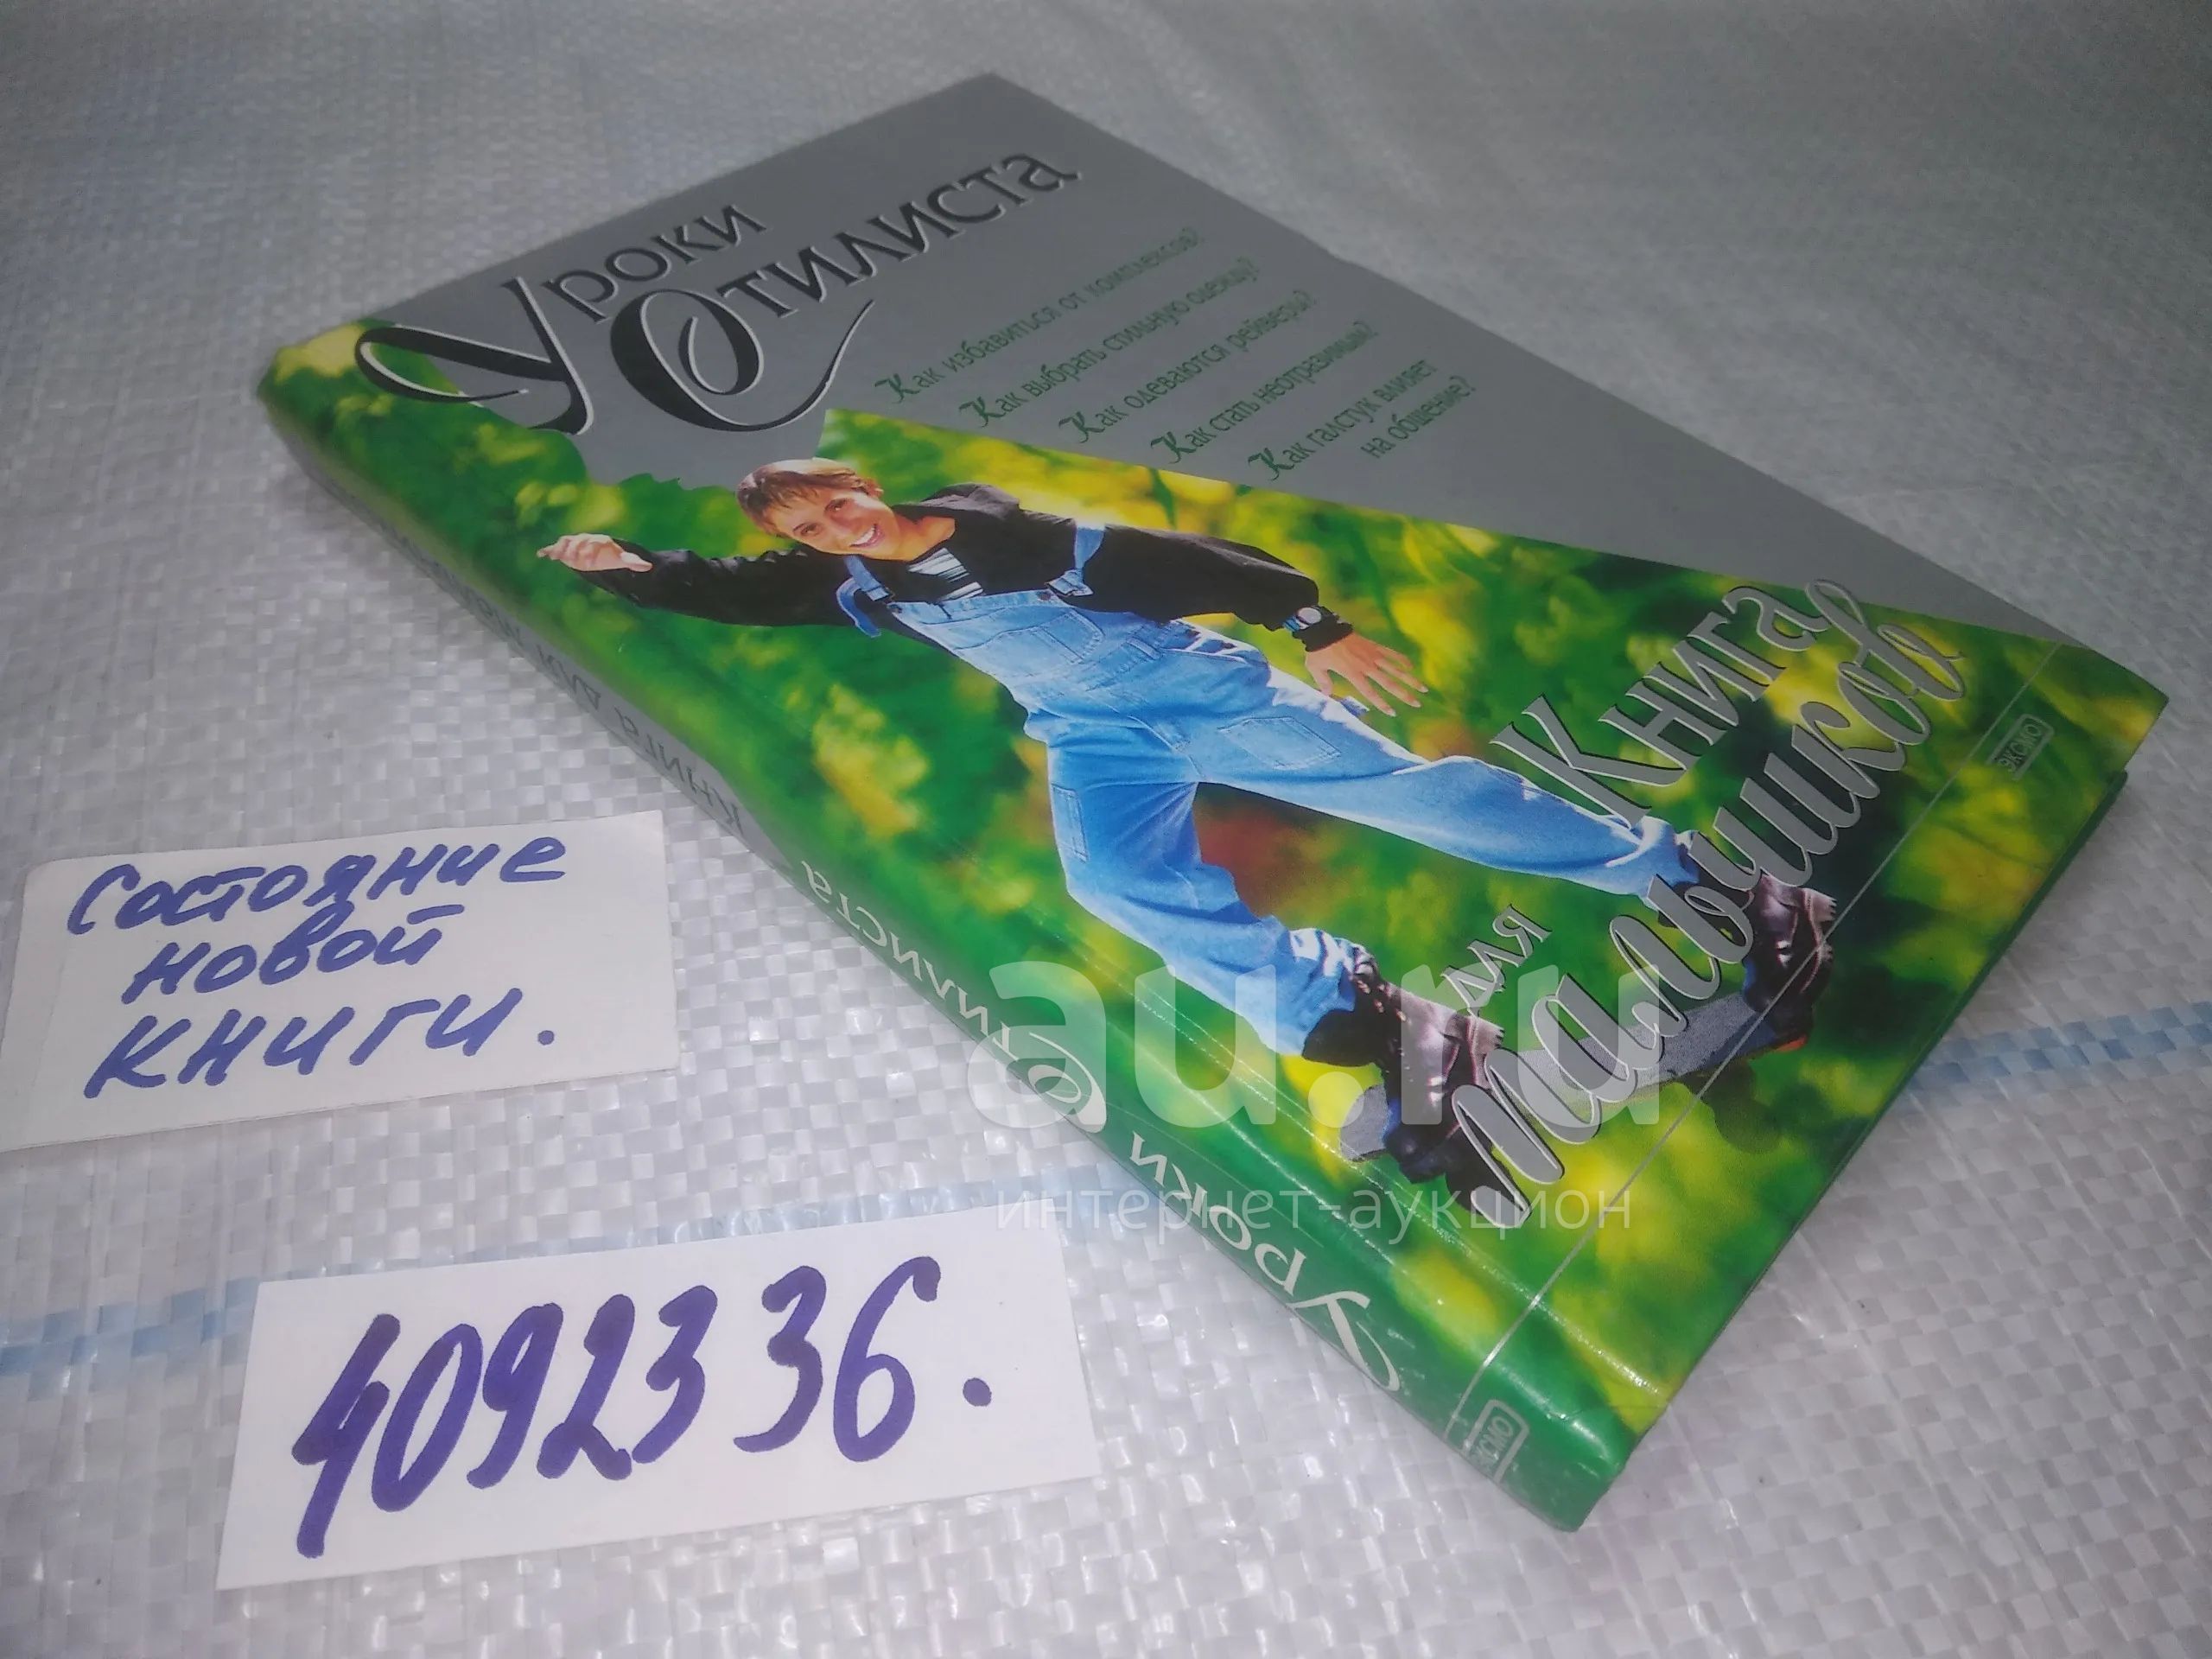 Уроки
Стилиста
Как избавиться от комплексов?
Как выбрать стильную одежду?
Как одеваются рейверы?
Как стать неотразимым?
Как галстук влияет
на общение?
Книга
для
мальчиков
ЭКСМО
Уроки Стилиста Книга для
ЭКСМО
Состояние
новой
книги.
4092336.
au.ru
интернет-аукцион